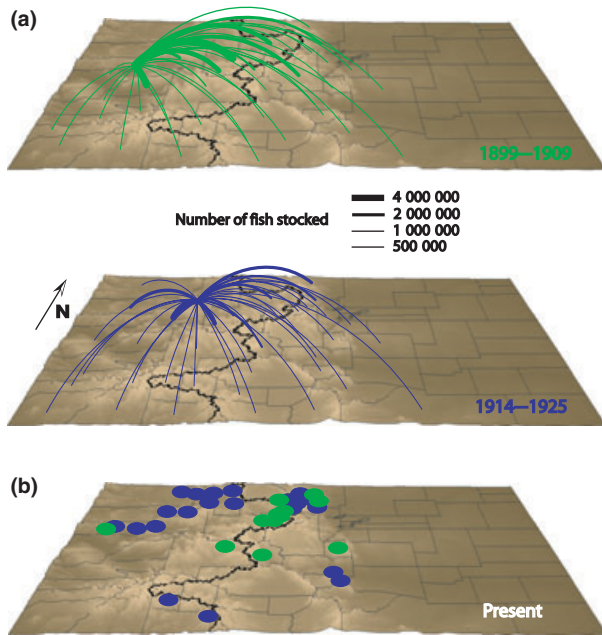 (a)
1899–1909
Number of fish stocked
4 000 000
2 000 000
1 000 000
500 000
N
1914–1925
(b)
Present